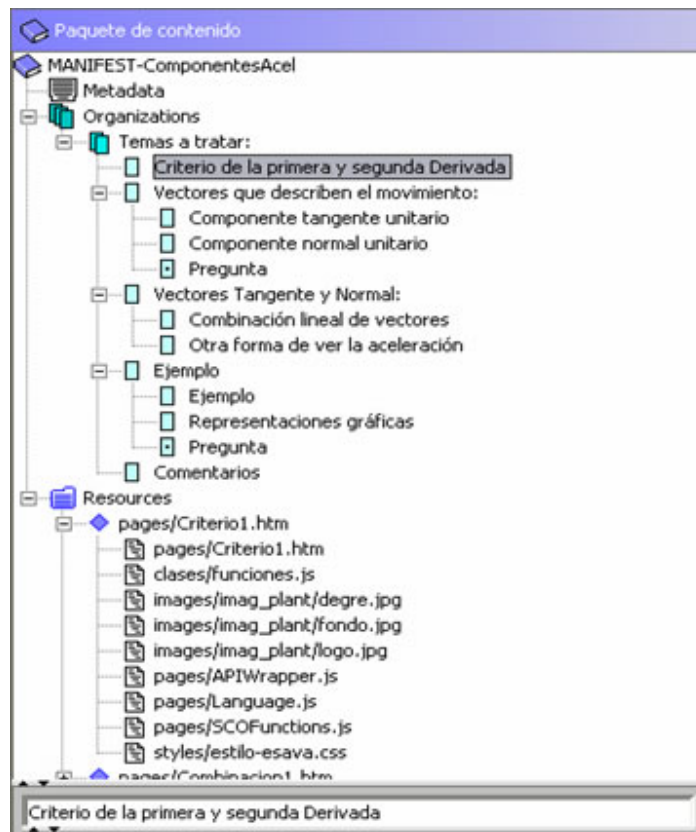 Paquete de contenido
MANIFEST-ComponentesAcel
Metadata
Organizations
Temas a tratar:
Criterio de la primera y segunda Derivada
Vectores que describen el movimiento:
Componente tangente unitario
Componente normal unitario
Pregunta
Vectores Tangente y Normal:
Combinación lineal de vectores
Otra forma de ver la aceleración
Ejemplo
Ejemplo
Representaciones gráficas
Pregunta
Comentarios
Resources
pages/Criterio1.htm
pages/Criterio1.htm
clases/funciones.js
images/imag_plant/degre.jpg
images/imag_plant/fondo.jpg
images/imag_plant/logo.jpg
pages/APIWrapper.js
pages/Language.js
pages/SCOFunctions.js
styles/estilo-esava.css
pages/Combinacion1.htm
Criterio de la primera y segunda Derivada